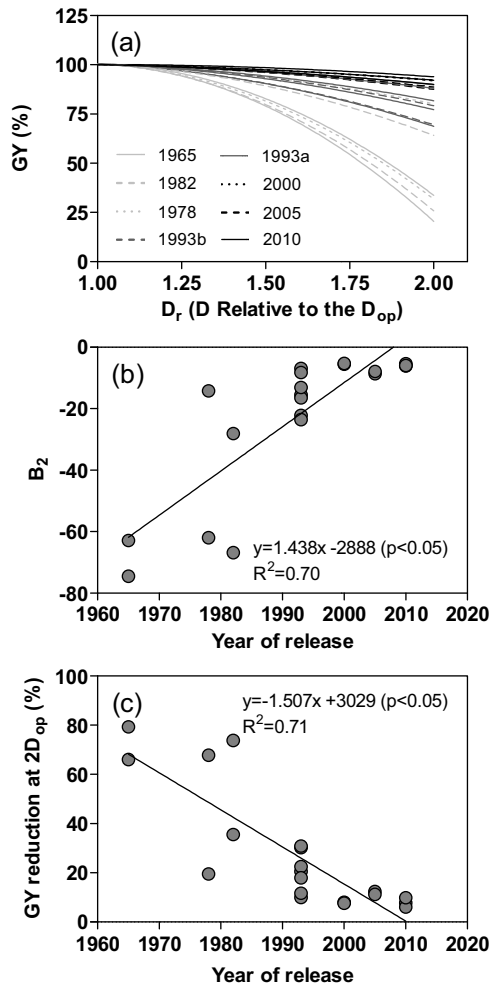 (a)
125
100
75
50
25
0
GY (%)
1965
1982
1978
1993b
1993a
2000
2005
2010
1.00 1.25 1.50 1.75 2.00
D_r (D Relative to the D_op)
(b)
0
-20
-40
-60
-80
B_2
y=1.438x -2888 (p<0.05)
R²=0.70
1960 1970 1980 1990 2000 2010 2020
Year of release
(c)
100
80
60
40
20
0
GY reduction at 2D_op (%)
y=-1.507x +3029 (p<0.05)
R²=0.71
1960 1970 1980 1990 2000 2010 2020
Year of release